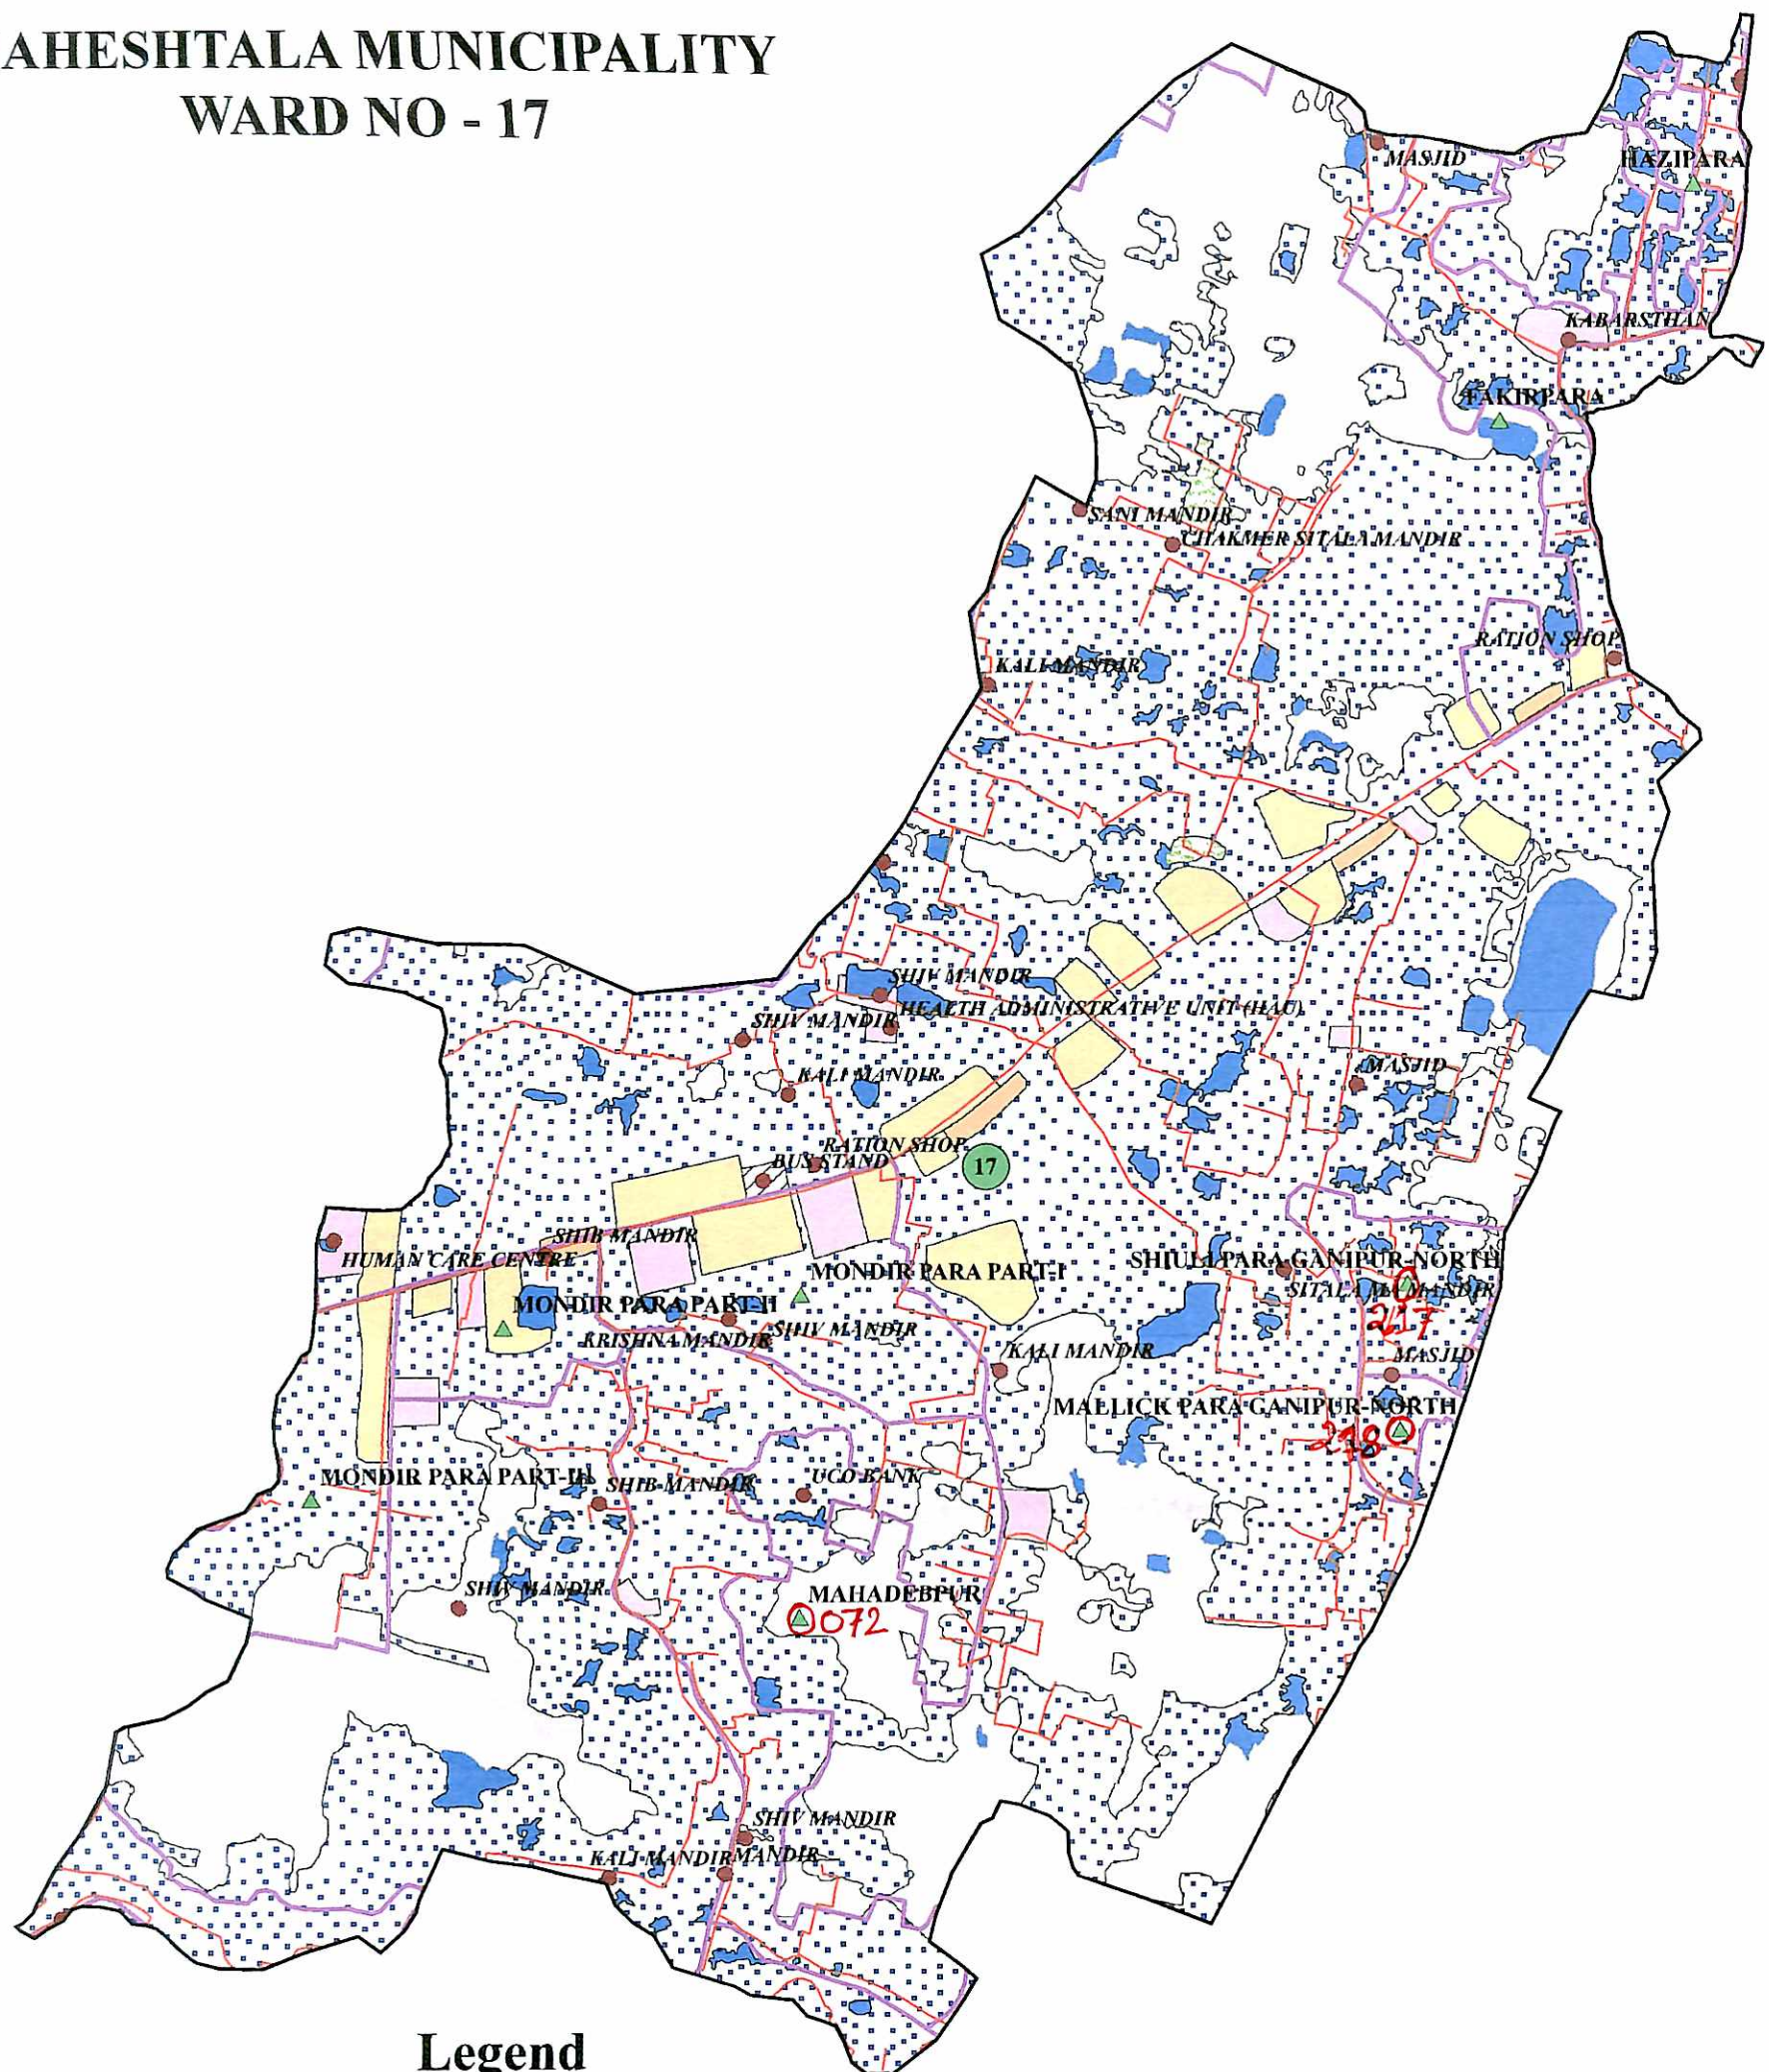 AHESHTALA MUNICIPALITY
WARD NO - 17
MASJID
HAZIPARA
KABARSTHAN
FAKIRPARA
SANI MANDIR
CHAKMER SITALA MANDIR
RATION SHOP
KALI MANDIR
SHIV MANDIR
HEALTH ADMINISTRATIVE UNIT (HAU)
SHIV MANDIR
MASJID
KALI MANDIR
RATION SHOP
BUS STAND
17
SHIB MANDIR
HUMAN CARE CENTRE
MONDIR PARA PART-I
SHIULI PARA GANIPUR-NORTH
SITALA MA MANDIR
217
MONDIR PARA PART-II
KRISHNA MANDIR
SHIV MANDIR
KALI MANDIR
MASJID
MALLICK PARA GANIPUR-NORTH
218
MONDIR PARA PART-III
SHIB MANDIR
UCO BANK
SHIV MANDIR
MAHADEBPUR
072
SHIV MANDIR
KALI MANDIR
MANDIR
Legend